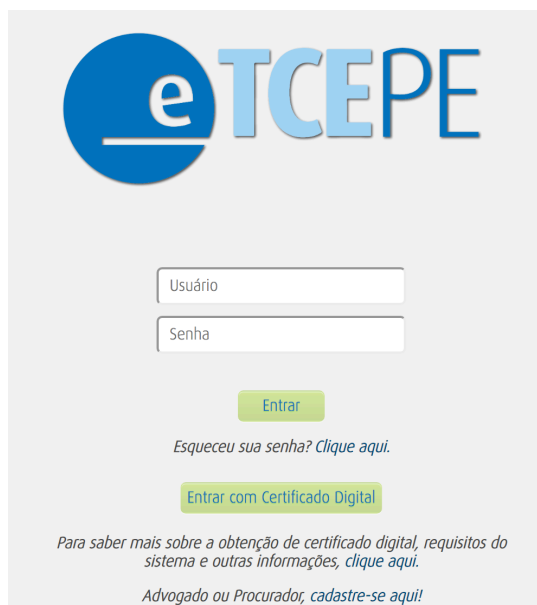 eTCEPE
Usuário
Senha
Entrar
Esqueceu sua senha? Clique aqui.
Entrar com Certificado Digital
Para saber mais sobre a obtenção de certificado digital, requisitos do
sistema e outras informações, clique aqui.
Advogado ou Procurador, cadastre-se aqui!